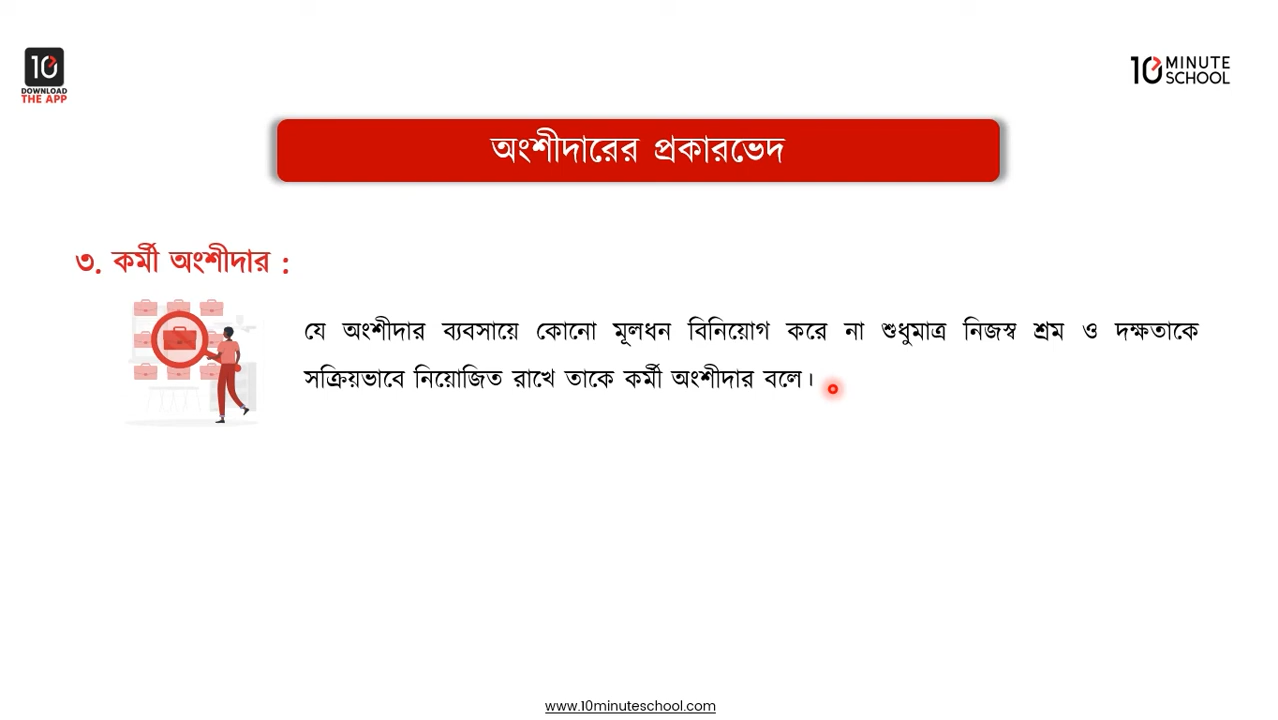 10
DOWNLOAD
THE APP
10 MINUTE
SCHOOL
অংশীদারের প্রকারভেদ
৩. কর্মী অংশীদার :
যে অংশীদার ব্যবসায়ে কোনো মূলধন বিনিয়োগ করে না শুধুমাত্র নিজস্ব শ্রম ও দক্ষতাকে
সক্রিয়ভাবে নিয়োজিত রাখে তাকে কর্মী অংশীদার বলে।
www.10minuteschool.com